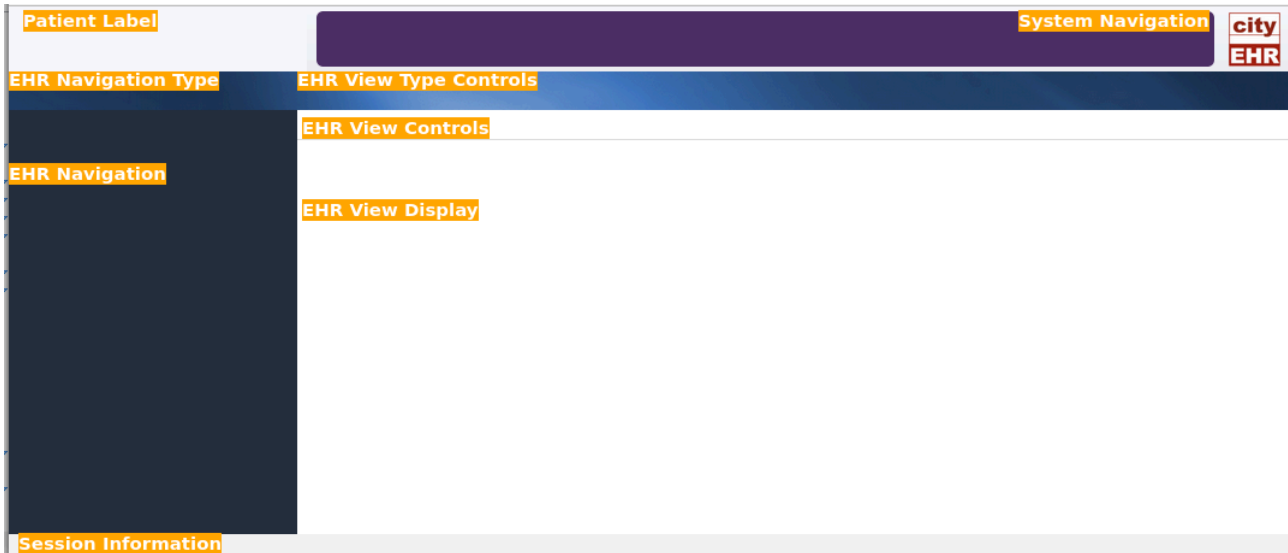 Patient Label
System Navigation
city
EHR
EHR Navigation Type
EHR View Type Controls
EHR View Controls
EHR Navigation
EHR View Display
Session Information